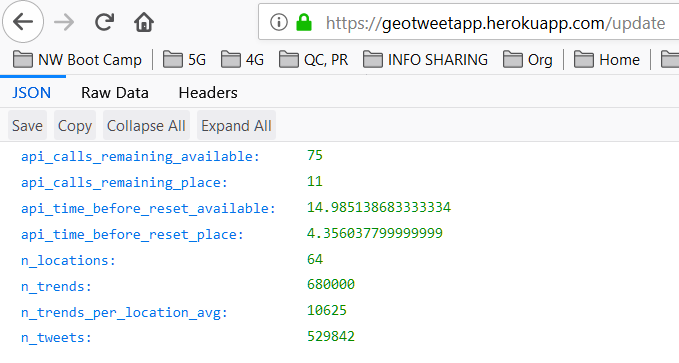 https://geotweetapp.herokuapp.com/update
NW Boot Camp 5G 4G QC, PR INFO SHARING Org Home
JSON Raw Data Headers
Save Copy Collapse All Expand All
api_calls_remaining_available: 75
api_calls_remaining_place: 11
api_time_before_reset_available: 14.985138683333334
api_time_before_reset_place: 4.356037799999999
n_locations: 64
n_trends: 680000
n_trends_per_location_avg: 10625
n_tweets: 529842